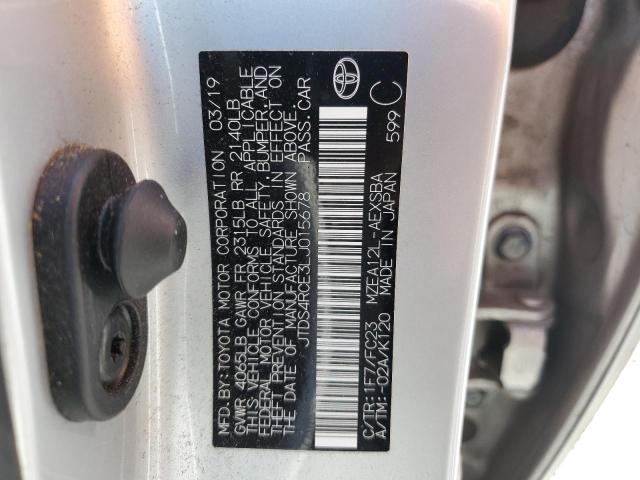 MFD.BY:TOYOTA MOTOR CORPORATION 03/19
GVWR 4065LB GAWR FR 2315LB RR 2140LB
THIS VEHICLE CONFORMS TO ALL APPLICABLE
FEDERAL MOTOR VEHICLE SAFETY, BUMPER, AND
THEFT PREVENTION STANDARDS IN EFFECT ON
THE DATE OF MANUFACTURE SHOWN ABOVE.
JTDS4RCE3LJ015678 PASS.CAR
C/TR:1F7/FC23 MZEA12L-AEXSBA
A/TM:-02A/K120 MADE IN JAPAN 599 C